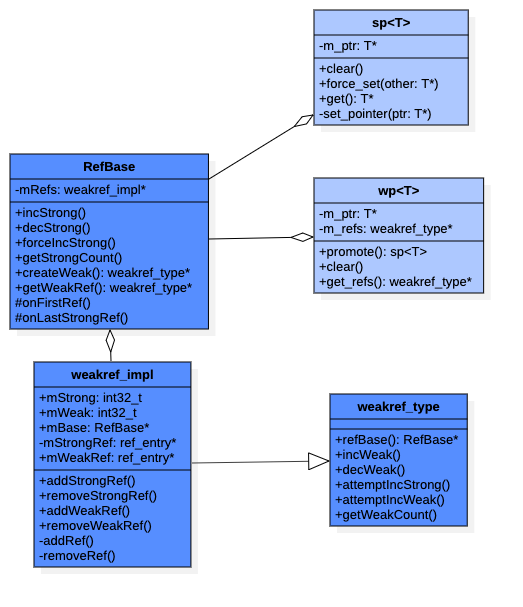 sp<T>
-m_ptr: T*
+clear()
+force_set(other: T*)
+get(): T*
-set_pointer(ptr: T*)
RefBase
-mRefs: weakref_impl*
+incStrong()
+decStrong()
+forceIncStrong()
+getStrongCount()
+createWeak(): weakref_type*
+getWeakRef(): weakref_type*
#onFirstRef()
#onLastStrongRef()
wp<T>
-m_ptr: T*
-m_refs: weakref_type*
+promote(): sp<T>
+clear()
+get_refs(): weakref_type*
weakref_impl
+mStrong: int32_t
+mWeak: int32_t
+mBase: RefBase*
-mStrongRef: ref_entry*
+mWeakRef: ref_entry*
+addStrongRef()
+removeStrongRef()
+addWeakRef()
+removeWeakRef()
-addRef()
-removeRef()
weakref_type
+refBase(): RefBase*
+incWeak()
+decWeak()
+attemptIncStrong()
+attemptIncWeak()
+getWeakCount()